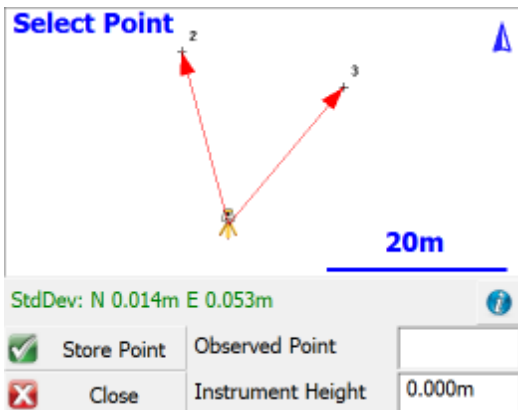 Select Point
2
3
20m
StdDev: N 0.014m E 0.053m
Store Point Observed Point
Close Instrument Height 0.000m